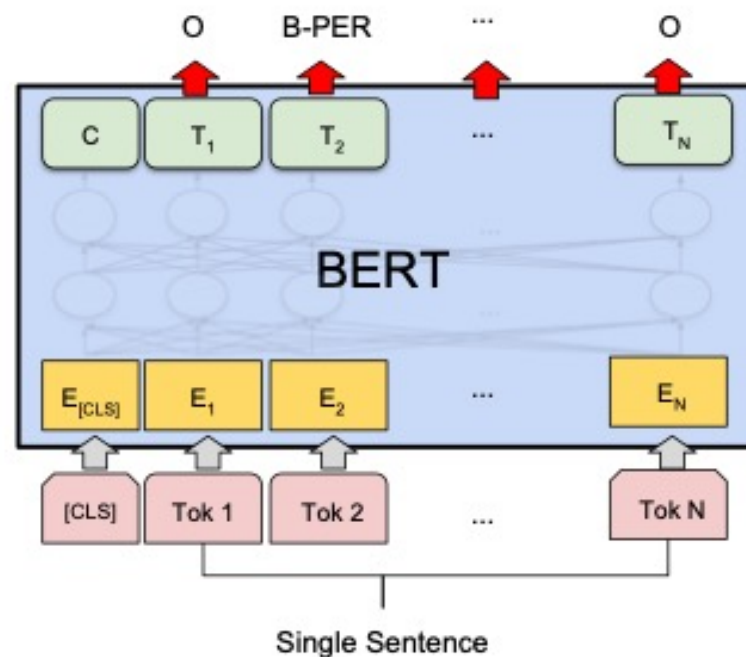 O B-PER ... O
C T1 T2 ... TN
...
BERT
...
E[CLS] E1 E2 ... EN
[CLS] Tok 1 Tok 2 ... Tok N
Single Sentence